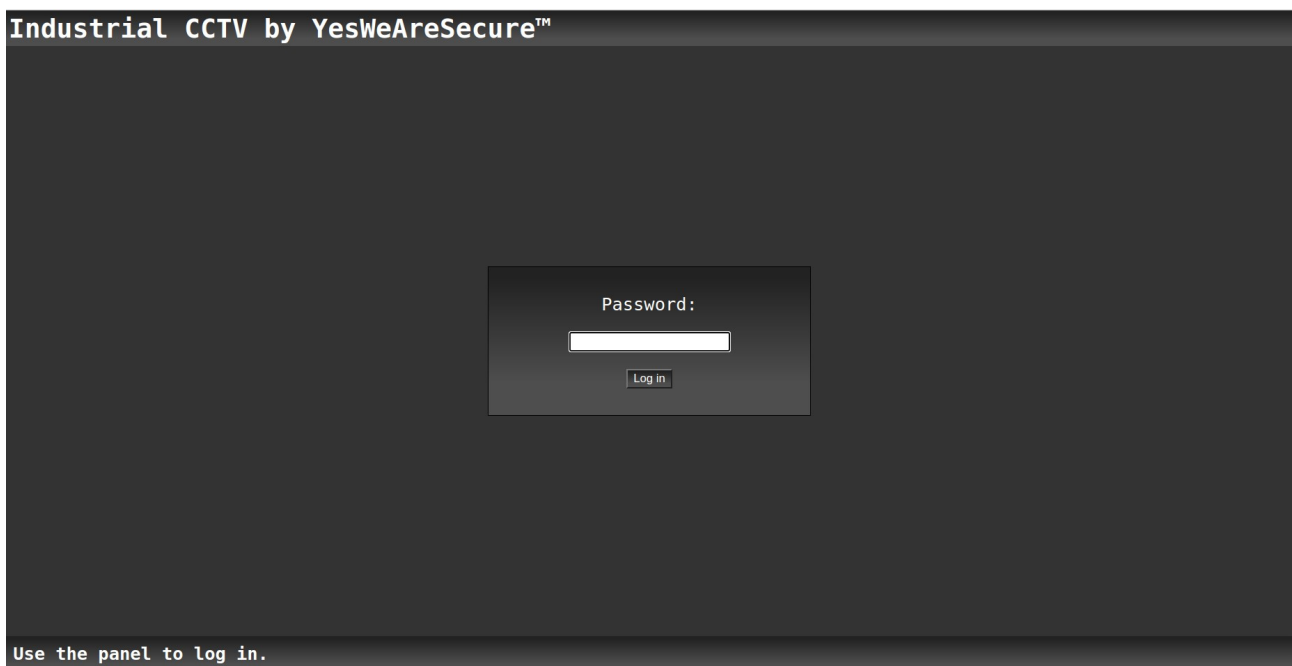 Industrial CCTV by YesWeAreSecure™
Password:
Log in
Use the panel to log in.